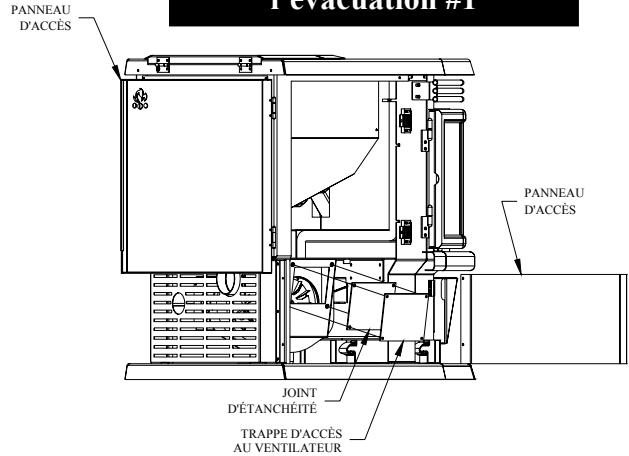 l'évacuation #1
PANNEAU
D'ACCÈS
PANNEAU
D'ACCÈS
JOINT
D'ÉTANCHÉITÉ
TRAPPE D'ACCÈS
AU VENTILATEUR